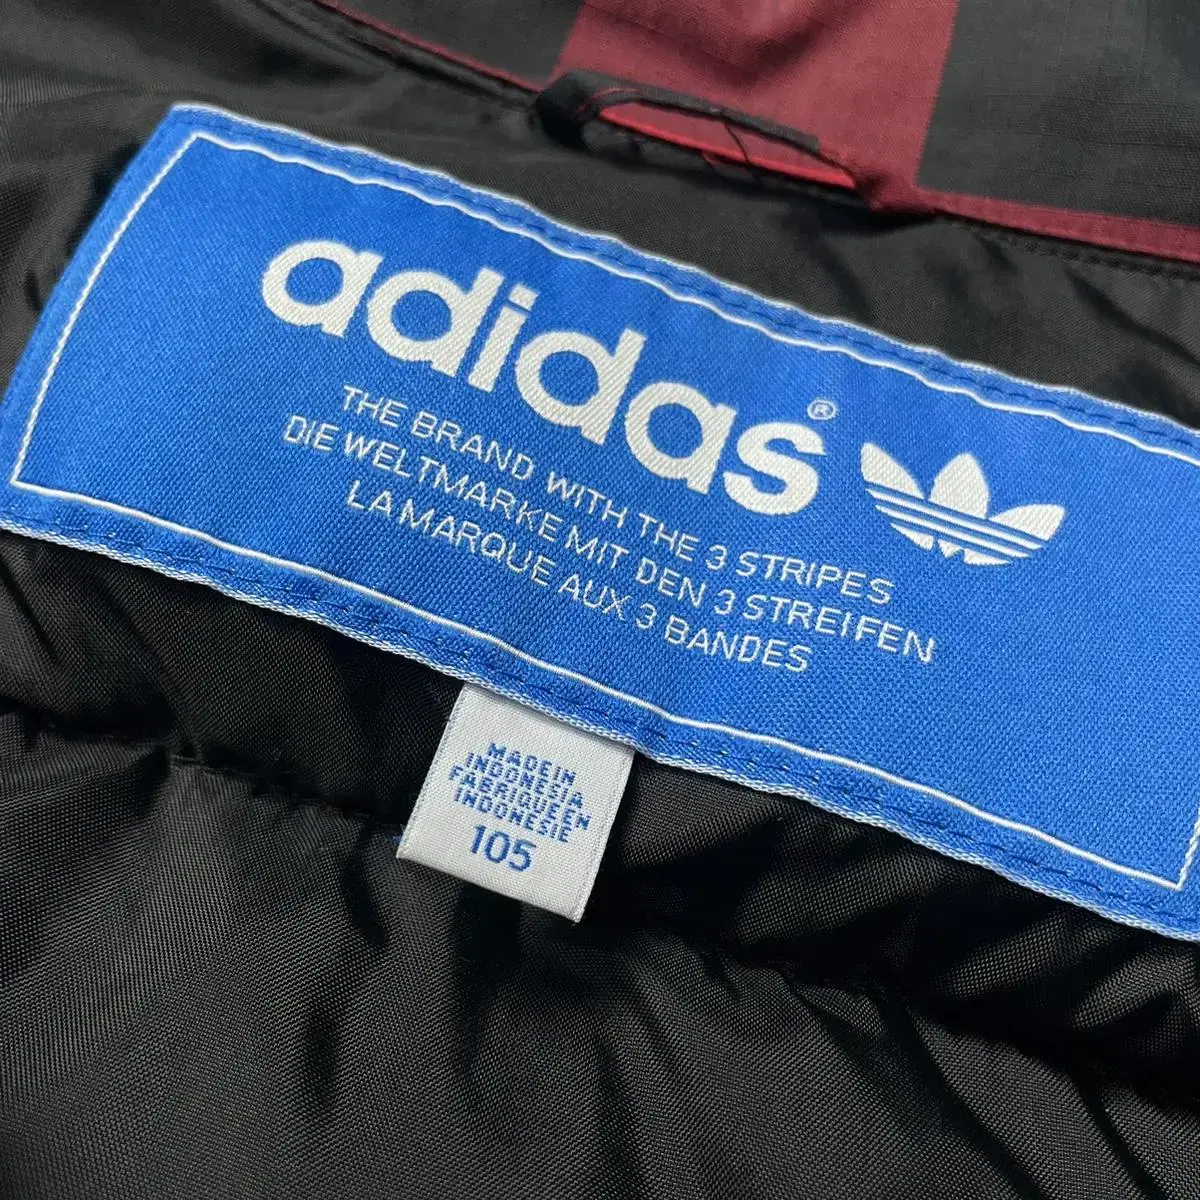 adidas®
THE BRAND WITH THE 3 STRIPES
DIE WELTMARKE MIT DEN 3 STREIFEN
LA MARQUE AUX 3 BANDES
MADE IN
INDONESIA
FABRIQUE EN
INDONESIE
105